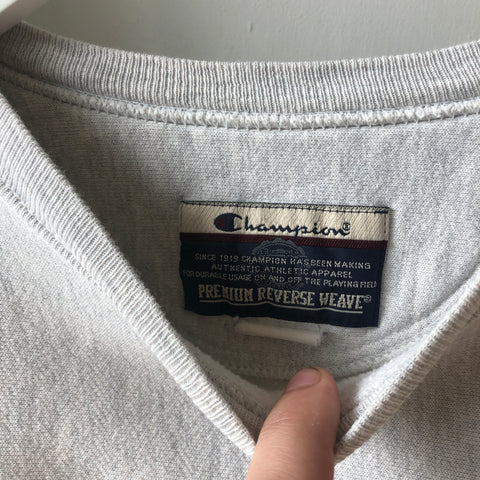 Champion®
SINCE 1919 CHAMPION HAS BEEN MAKING
AUTHENTIC ATHLETIC APPAREL
FOR DURABLE USAGE ON AND OFF THE PLAYING FIELD
PREMIUM REVERSE WEAVE®